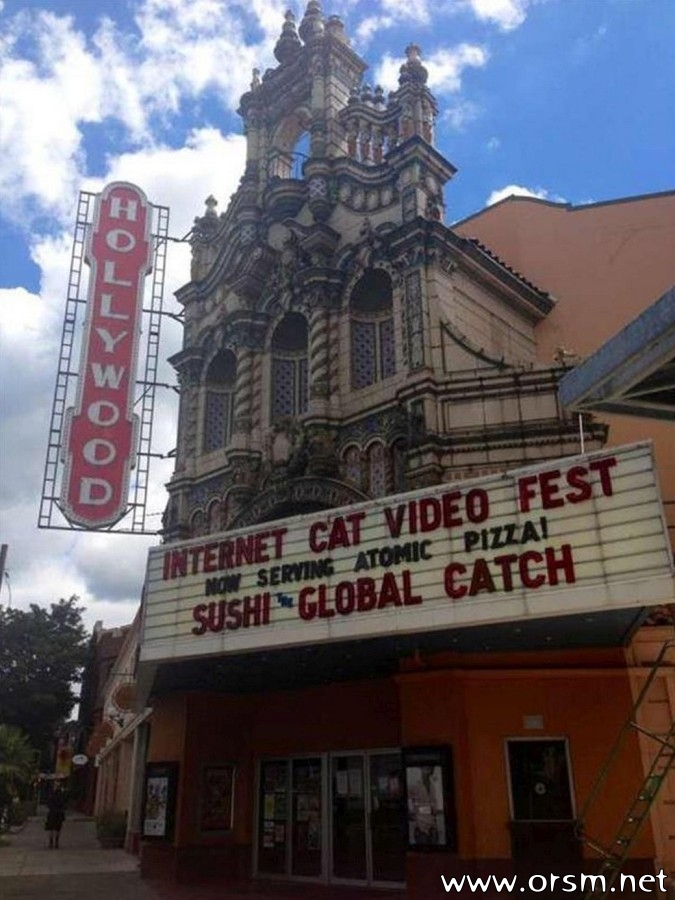 HOLLYWOOD
INTERNET CAT VIDEO FEST
NOW SERVING ATOMIC PIZZA!
SUSHI THE GLOBAL CATCH
www.orsm.net